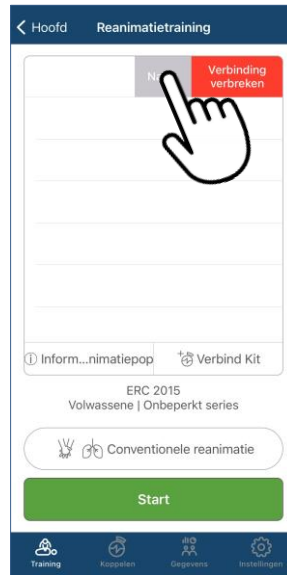 Hoofd Reanimatietraining
Verbinding
verbreken
Inform...nimatiepop Verbind Kit
ERC 2015
Volwassene | Onbeperkt series
Conventionele reanimatie
Start
Training Koppelen Gegevens Instellingen